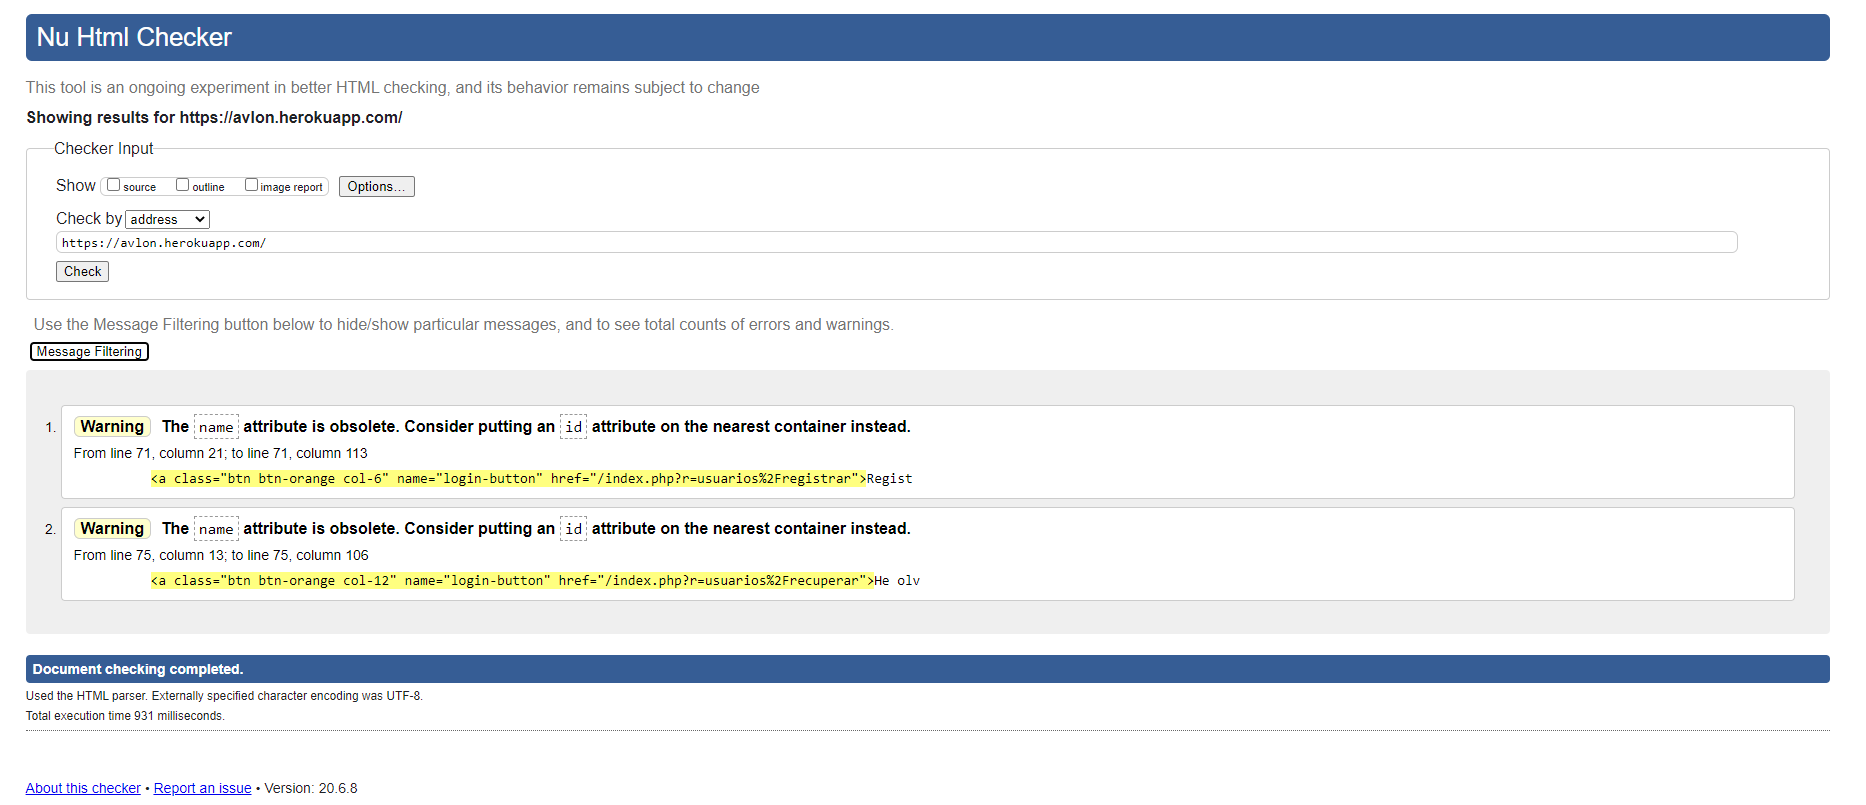 Nu Html Checker
This tool is an ongoing experiment in better HTML checking, and its behavior remains subject to change
Showing results for https://avlon.herokuapp.com/
Checker Input
Show source outline image report Options...
Check by address
https://avlon.herokuapp.com/
Check
Use the Message Filtering button below to hide/show particular messages, and to see total counts of errors and warnings.
Message Filtering
1. Warning The name attribute is obsolete. Consider putting an id attribute on the nearest container instead.
From line 71, column 21; to line 71, column 113
<a class="btn btn-orange col-6" name="login-button" href="/index.php?r=usuarios%2Fregistrar">Regist
2. Warning The name attribute is obsolete. Consider putting an id attribute on the nearest container instead.
From line 75, column 13; to line 75, column 106
<a class="btn btn-orange col-12" name="login-button" href="/index.php?r=usuarios%2Frecuperar">He olv
Document checking completed.
Used the HTML parser. Externally specified character encoding was UTF-8.
Total execution time 931 milliseconds.
About this checker • Report an issue • Version: 20.6.8